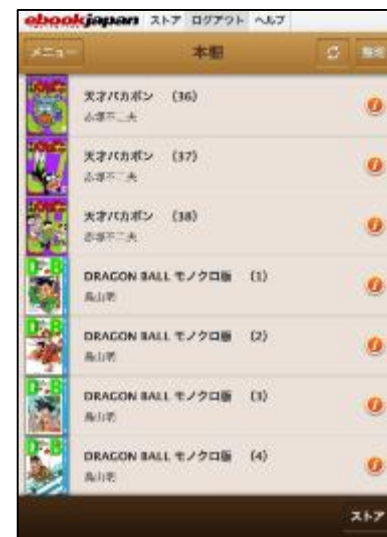 ebookjapan ストア ログアウト ヘルプ
メニュー 本棚
天才バカボン (36)
赤塚不二夫
天才バカボン (37)
赤塚不二夫
天才バカボン (38)
赤塚不二夫
DRAGON BALL モノクロ版 (1)
鳥山明
DRAGON BALL モノクロ版 (2)
鳥山明
DRAGON BALL モノクロ版 (3)
鳥山明
DRAGON BALL モノクロ版 (4)
鳥山明
ストア